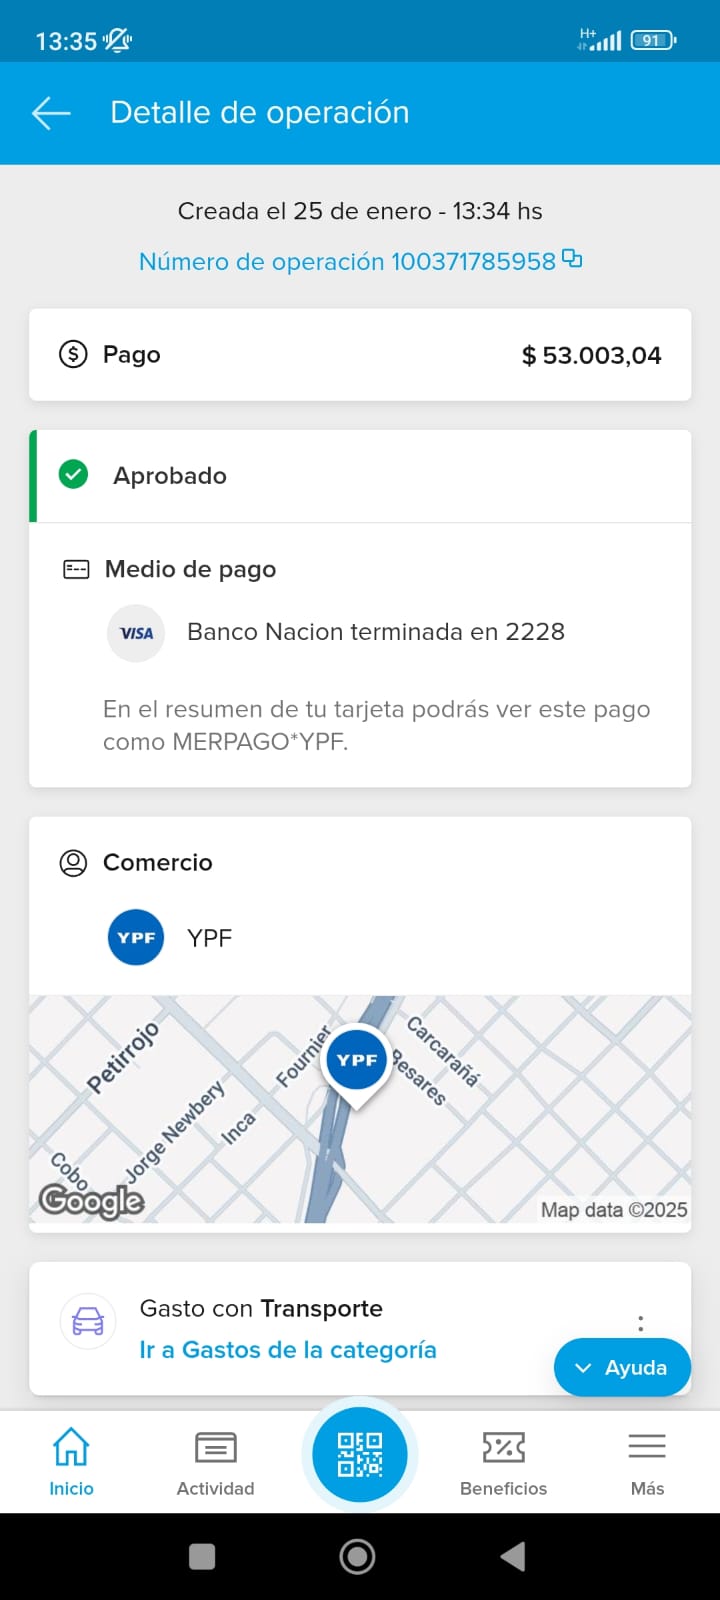 13:35
H+
91
Detalle de operación
Creada el 25 de enero - 13:34 hs
Número de operación 100371785958
Pago
$ 53.003,04
Aprobado
Medio de pago
VISA
Banco Nacion terminada en 2228
En el resumen de tu tarjeta podrás ver este pago
como MERPAGO*YPF.
Comercio
YPF
YPF
Petirrojo
Fournier
YPF
Carcarañá
Besares
Jorge Newbery
Inca
Cobo
Google
Map data ©2025
Gasto con Transporte
Ir a Gastos de la categoría
Ayuda
Inicio
Actividad
Beneficios
Más